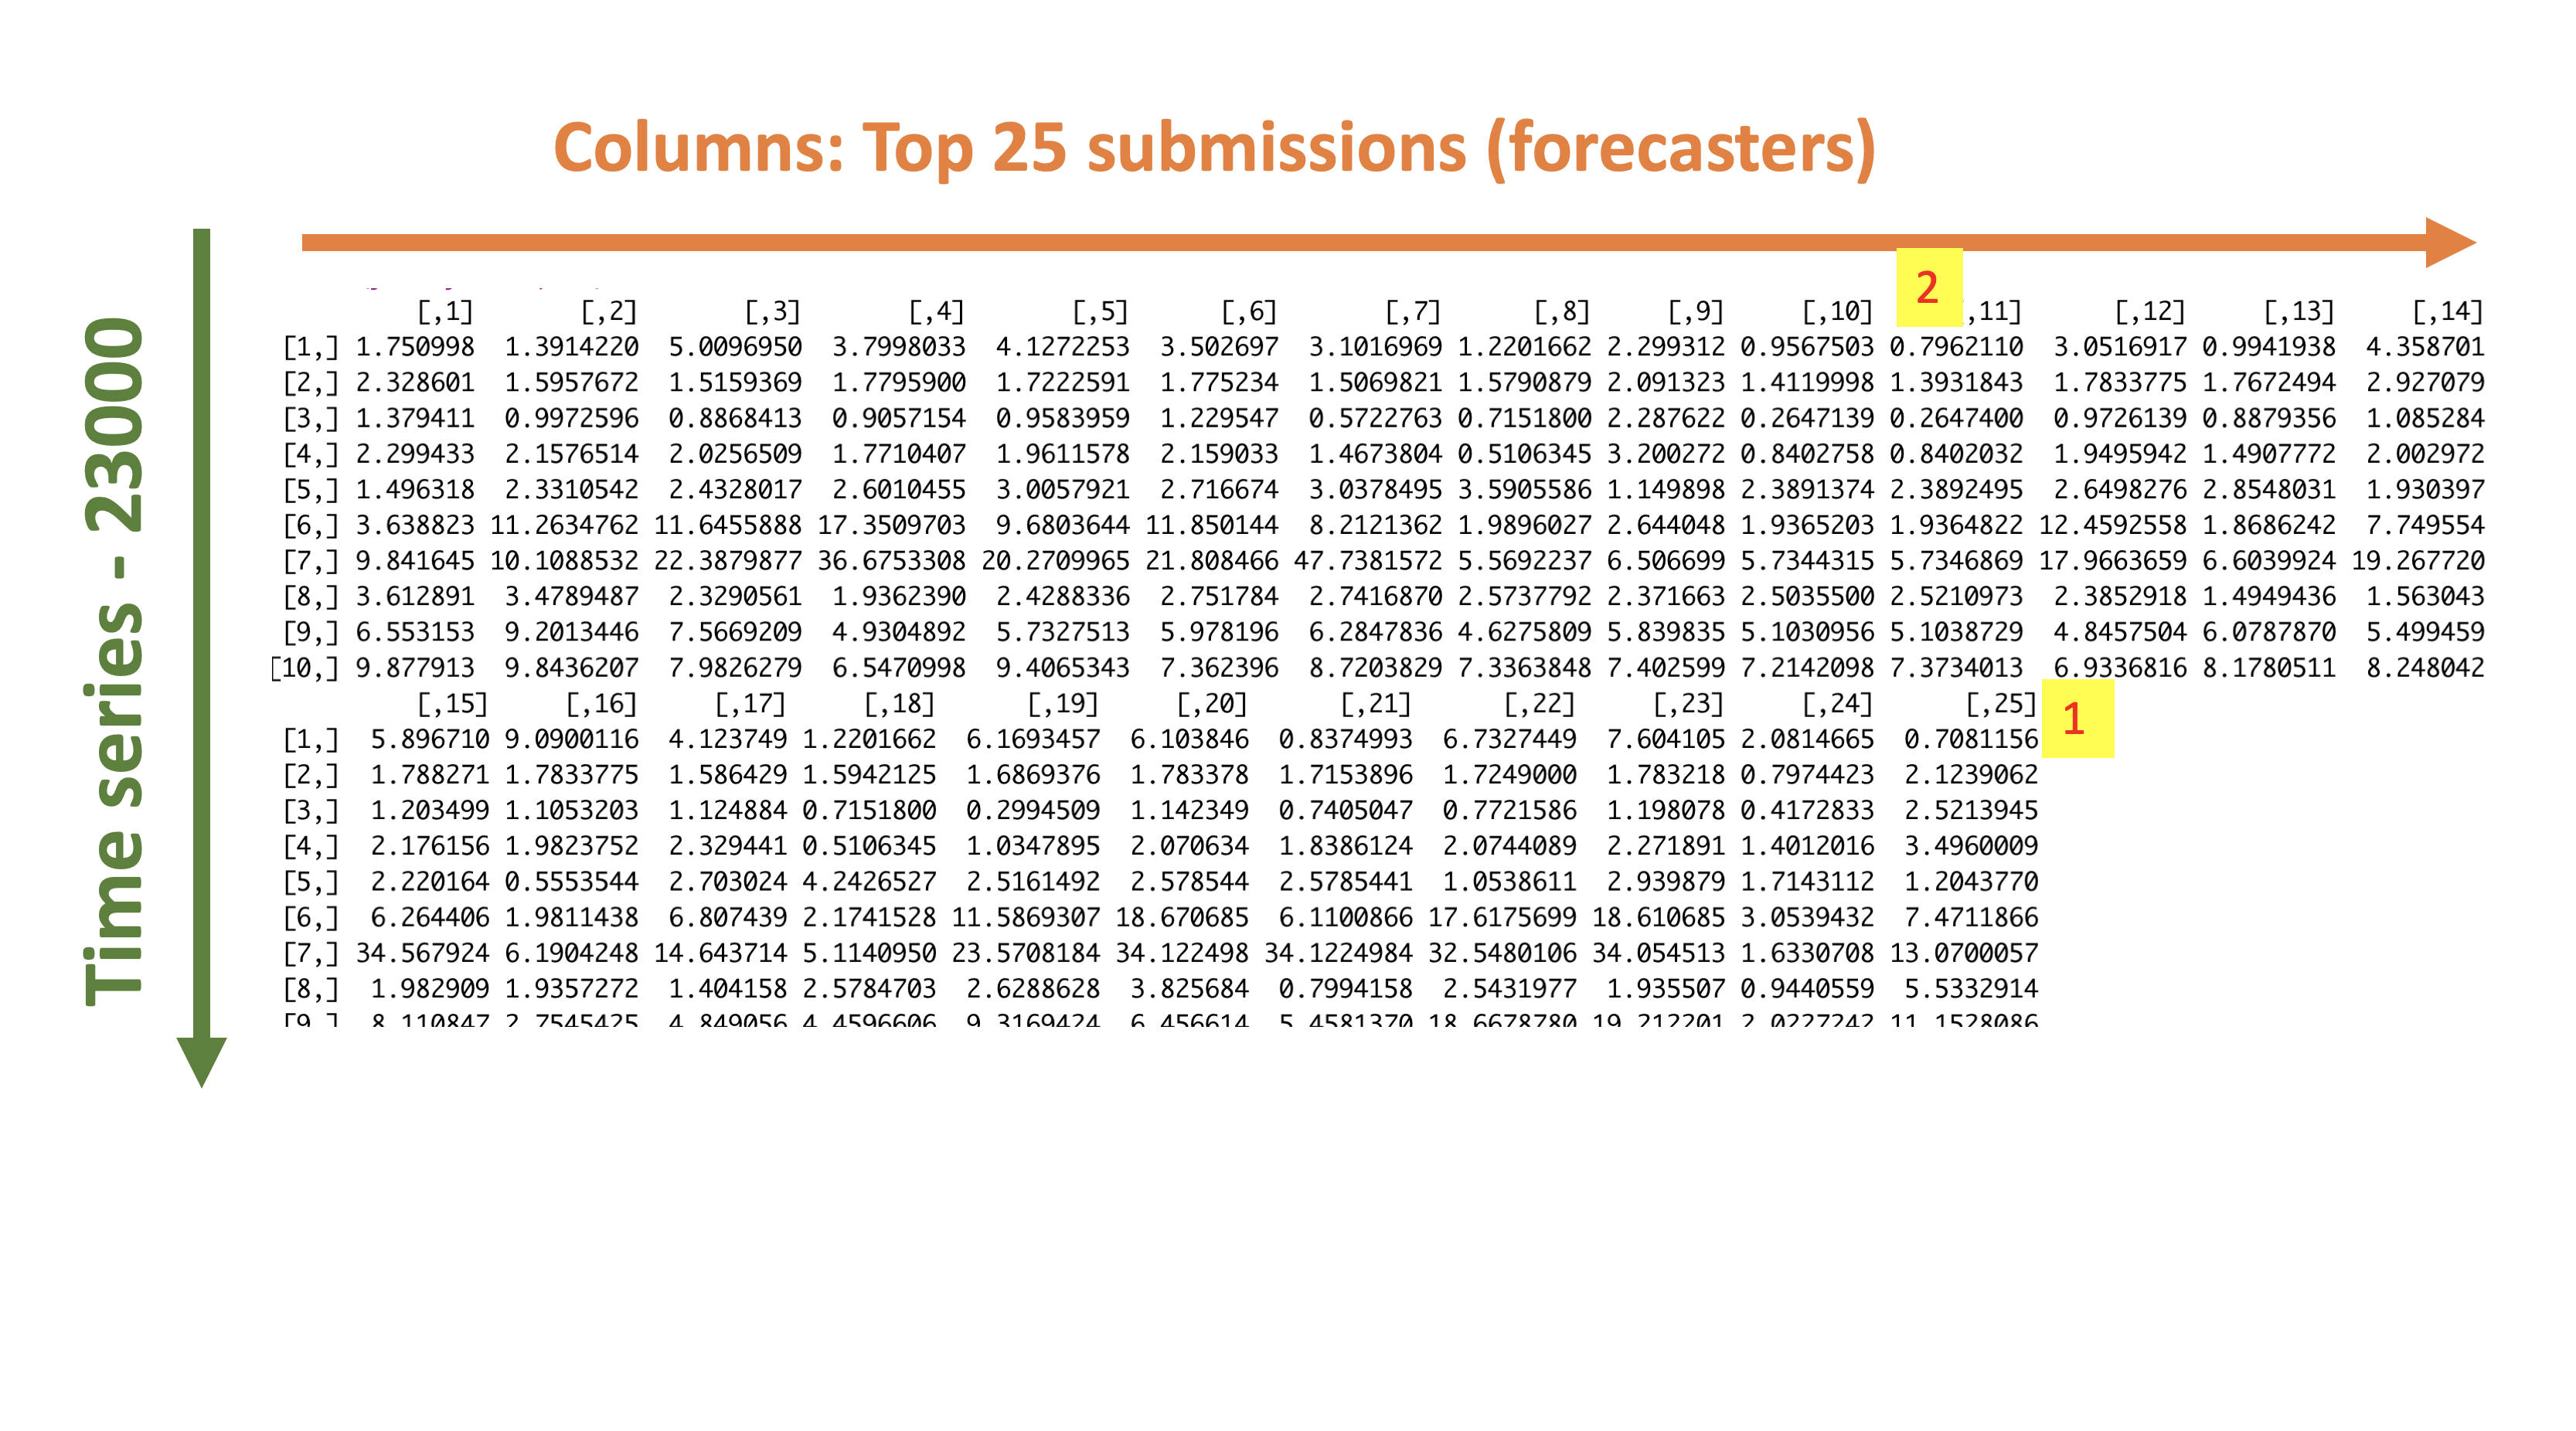 Columns: Top 25 submissions (forecasters)
Time series - 23000
2
[,1] [,2] [,3] [,4] [,5] [,6] [,7] [,8] [,9] [,10] ,11] [,12] [,13] [,14]
[1,] 1.750998 1.3914220 5.0096950 3.7998033 4.1272253 3.502697 3.1016969 1.2201662 2.299312 0.9567503 0.7962110 3.0516917 0.9941938 4.358701
[2,] 2.328601 1.5957672 1.5159369 1.7795900 1.7222591 1.775234 1.5069821 1.5790879 2.091323 1.4119998 1.3931843 1.7833775 1.7672494 2.927079
[3,] 1.379411 0.9972596 0.8868413 0.9057154 0.9583959 1.229547 0.5722763 0.7151800 2.287622 0.2647139 0.2647400 0.9726139 0.8879356 1.085284
[4,] 2.299433 2.1576514 2.0256509 1.7710407 1.9611578 2.159033 1.4673804 0.5106345 3.200272 0.8402758 0.8402032 1.9495942 1.4907772 2.002972
[5,] 1.496318 2.3310542 2.4328017 2.6010455 3.0057921 2.716674 3.0378495 3.5905586 1.149898 2.3891374 2.3892495 2.6498276 2.8548031 1.930397
[6,] 3.638823 11.2634762 11.6455888 17.3509703 9.6803644 11.850144 8.2121362 1.9896027 2.644048 1.9365203 1.9364822 12.4592558 1.8686242 7.749554
[7,] 9.841645 10.1088532 22.3879877 36.6753308 20.2709965 21.808466 47.7381572 5.5692237 6.506699 5.7344315 5.7346869 17.9663659 6.6039924 19.267720
[8,] 3.612891 3.4789487 2.3290561 1.9362390 2.4288336 2.751784 2.7416870 2.5737792 2.371663 2.5035500 2.5210973 2.3852918 1.4949436 1.563043
[9,] 6.553153 9.2013446 7.5669209 4.9304892 5.7327513 5.978196 6.2847836 4.6275809 5.839835 5.1030956 5.1038729 4.8457504 6.0787870 5.499459
[10,] 9.877913 9.8436207 7.9826279 6.5470998 9.4065343 7.362396 8.7203829 7.3363848 7.402599 7.2142098 7.3734013 6.9336816 8.1780511 8.248042
[,15] [,16] [,17] [,18] [,19] [,20] [,21] [,22] [,23] [,24] [,25] 1
[1,] 5.896710 9.0900116 4.123749 1.2201662 6.1693457 6.103846 0.8374993 6.7327449 7.604105 2.0814665 0.7081156
[2,] 1.788271 1.7833775 1.586429 1.5942125 1.6869376 1.783378 1.7153896 1.7249000 1.783218 0.7974423 2.1239062
[3,] 1.203499 1.1053203 1.124884 0.7151800 0.2994509 1.142349 0.7405047 0.7721586 1.198078 0.4172833 2.5213945
[4,] 2.176156 1.9823752 2.329441 0.5106345 1.0347895 2.070634 1.8386124 2.0744089 2.271891 1.4012016 3.4960009
[5,] 2.220164 0.5553544 2.703024 4.2426527 2.5161492 2.578544 2.5785441 1.0538611 2.939879 1.7143112 1.2043770
[6,] 6.264406 1.9811438 6.807439 2.1741528 11.5869307 18.670685 6.1100866 17.6175699 18.610685 3.0539432 7.4711866
[7,] 34.567924 6.1904248 14.643714 5.1140950 23.5708184 34.122498 34.1224984 32.5480106 34.054513 1.6330708 13.0700057
[8,] 1.982909 1.9357272 1.404158 2.5784703 2.6288628 3.825684 0.7994158 2.5431977 1.935507 0.9440559 5.5332914
[9,] 8.110847 2.7545425 4.849056 4.4596606 9.3169424 6.456614 5.4581370 18.6678780 19.212201 2.0227242 11.1528086